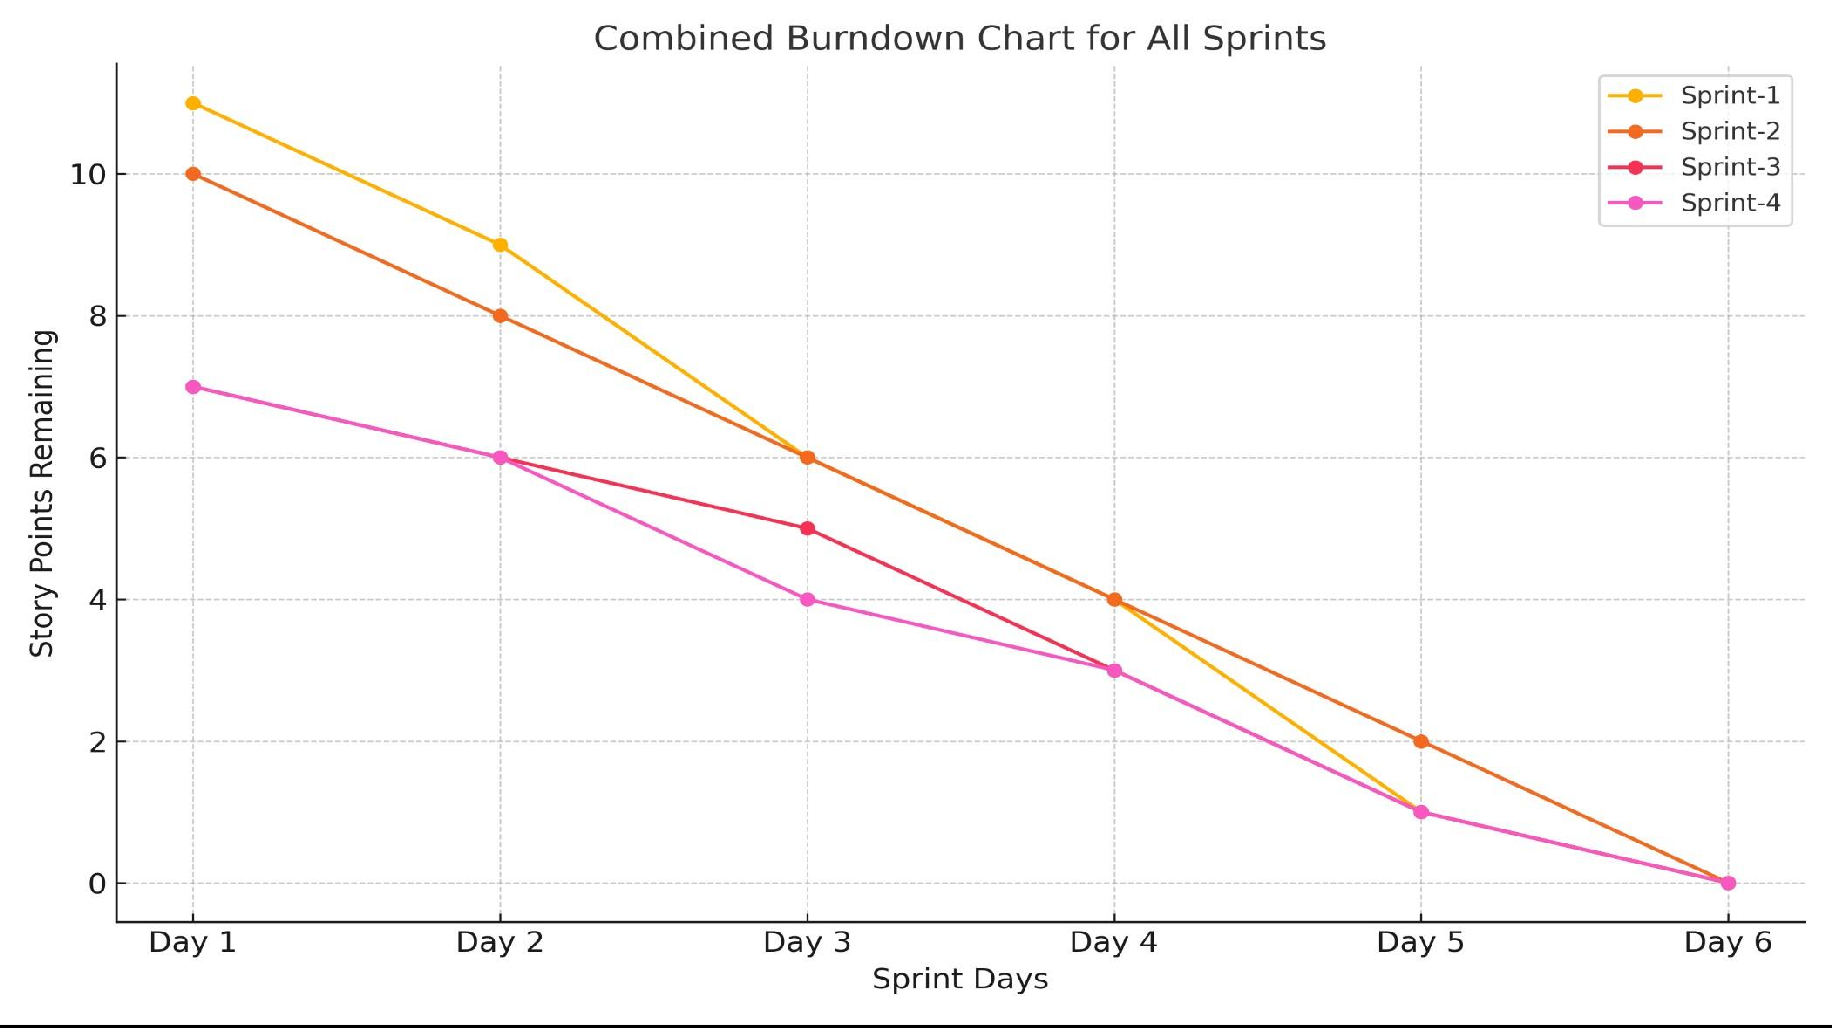 Combined Burndown Chart for All Sprints
Sprint-1
Sprint-2
Sprint-3
Sprint-4
Story Points Remaining
10
8
6
4
2
0
Day 1 Day 2 Day 3 Day 4 Day 5 Day 6
Sprint Days